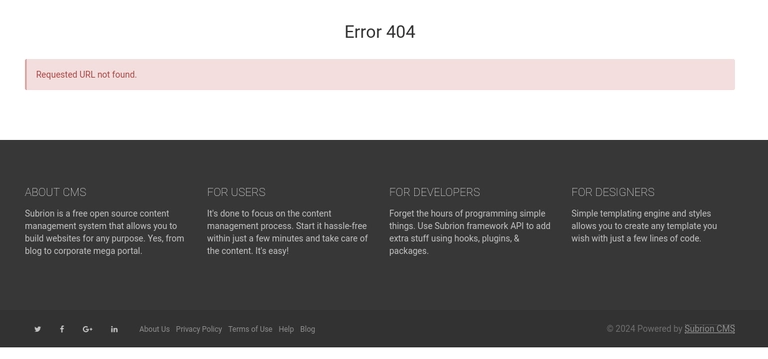 Error 404
Requested URL not found.
ABOUT CMS
Subrion is a free open source content
management system that allows you to
build websites for any purpose. Yes, from
blog to corporate mega portal.
FOR USERS
It's done to focus on the content
management process. Start it hassle-free
within just a few minutes and take care of
the content. It's easy!
FOR DEVELOPERS
Forget the hours of programming simple
things. Use Subrion framework API to add
extra stuff using hooks, plugins, &
packages.
FOR DESIGNERS
Simple templating engine and styles
allows you to create any template you
wish with just a few lines of code.
About Us Privacy Policy Terms of Use Help Blog
© 2024 Powered by Subrion CMS